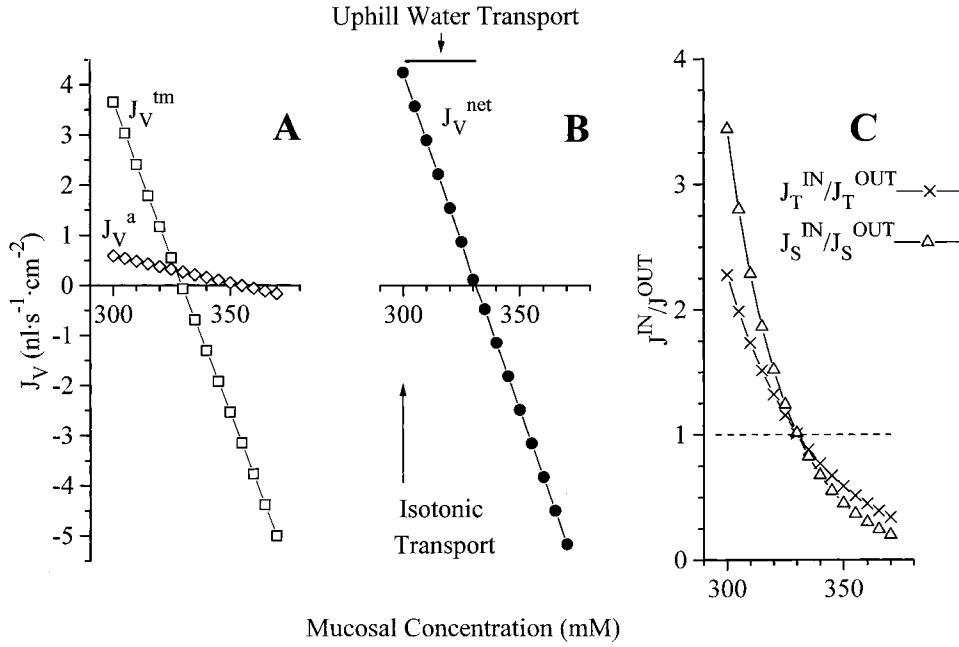 Uphill Water Transport
A
B
C
J_V^tm
J_V^a
J_V^net
J_T^IN/J_T^OUT
J_S^IN/J_S^OUT
J_V (nl·s^-1·cm^-2)
4
3
2
1
0
-1
-2
-3
-4
-5
300
350
300
350
Isotonic
Transport
J^IN/J^OUT
4
3
2
1
0
300
350
Mucosal Concentration (mM)